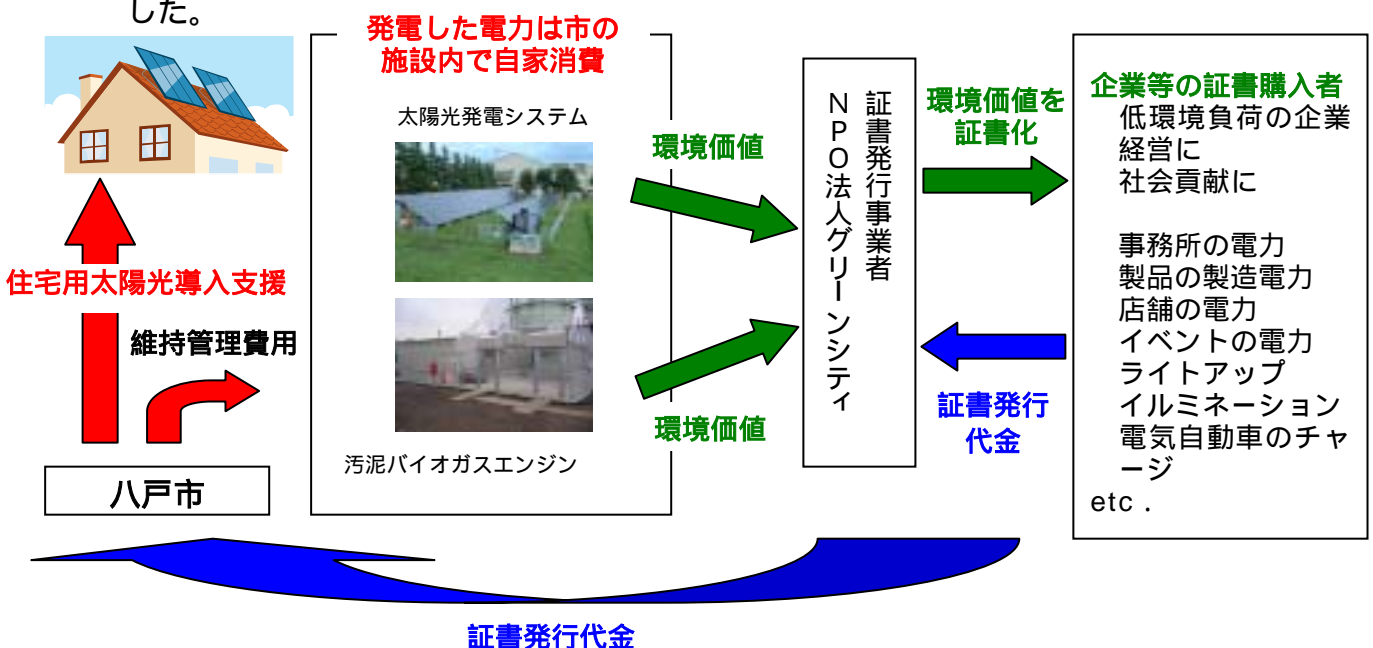 した。
発電した電力は市の
施設内で自家消費
太陽光発電システム
汚泥バイオガスエンジン
住宅用太陽光導入支援
維持管理費用
八戸市
環境価値
環境価値
証書発行事業者
NPO法人グリーンシティ
環境価値を
証書化
証書発行
代金
企業等の証書購入者
低環境負荷の企業
経営に
社会貢献に
事務所の電力
製品の製造電力
店舗の電力
イベントの電力
ライトアップ
イルミネーション
電気自動車のチャ
ージ
etc．
証書発行代金